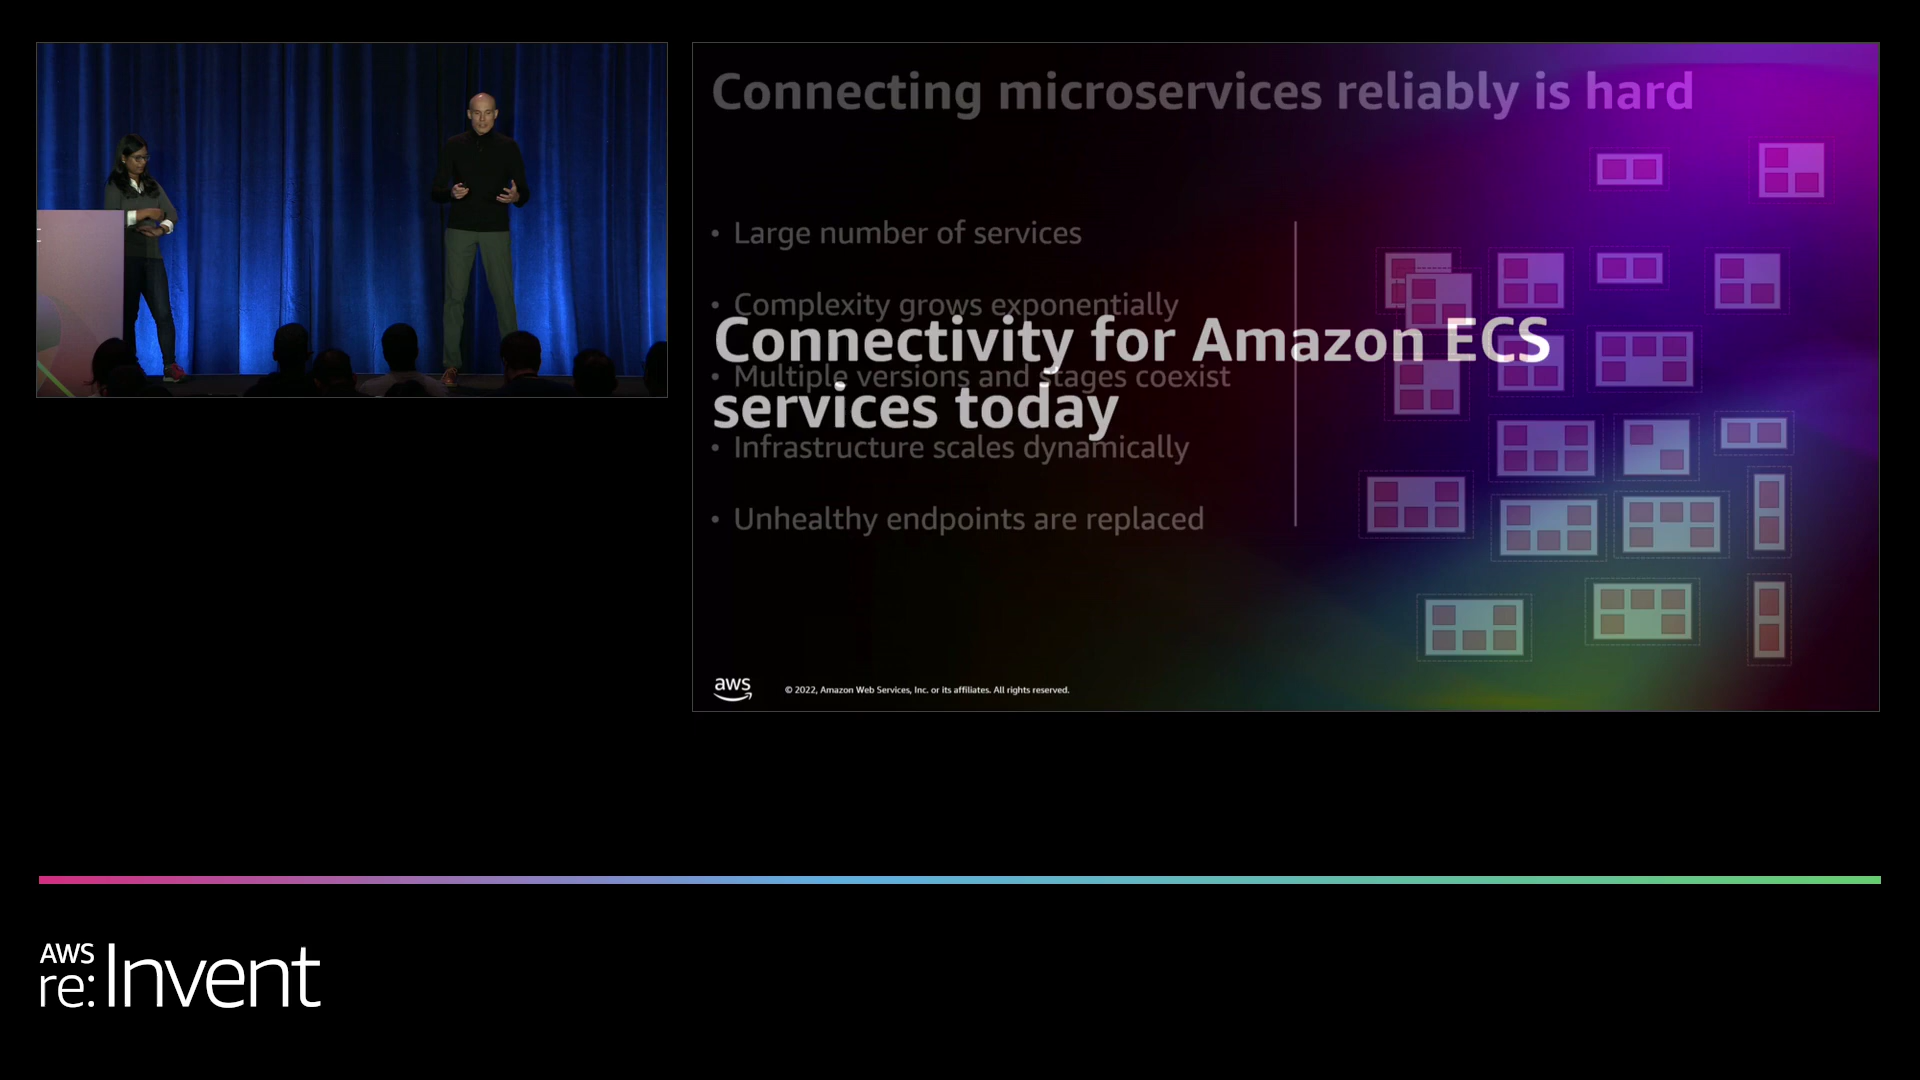 Connecting microservices reliably is hard
• Large number of services
• Complexity grows exponentially
Connectivity for Amazon ECS
• Multiple versions and stages coexist
services today
• Infrastructure scales dynamically
• Unhealthy endpoints are replaced
aws
© 2022, Amazon Web Services, Inc. or its affiliates. All rights reserved.
AWS
re:Invent